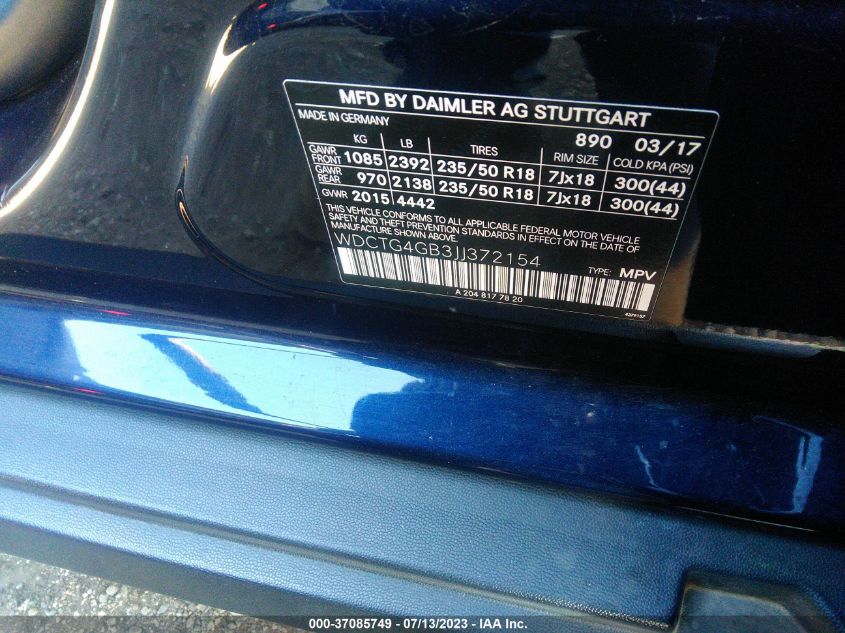 MFD BY DAIMLER AG STUTTGART
MADE IN GERMANY 890 03/17
KG LB TIRES RIM SIZE COLD KPA (PSI)
GAWR FRONT 1085 2392 235/50 R18 7Jx18 300(44)
GAWR REAR 970 2138 235/50 R18 7Jx18 300(44)
GVWR 2015 4442
THIS VEHICLE CONFORMS TO ALL APPLICABLE FEDERAL MOTOR VEHICLE
SAFETY AND THEFT PREVENTION STANDARDS IN EFFECT ON THE DATE OF
MANUFACTURE SHOWN ABOVE.
WDCTG4GB3JJ372154
TYPE: MPV
A 204 817 78 20
000-37085749 - 07/13/2023 - IAA Inc.